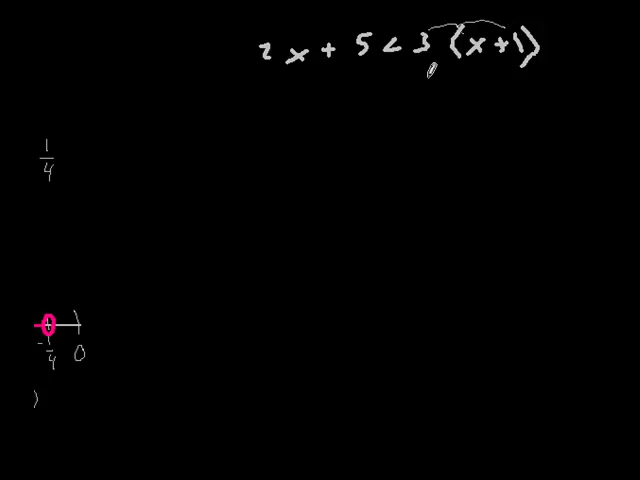 2x + 5 < 3 (x + 1)
1/4
-1/4 0
)